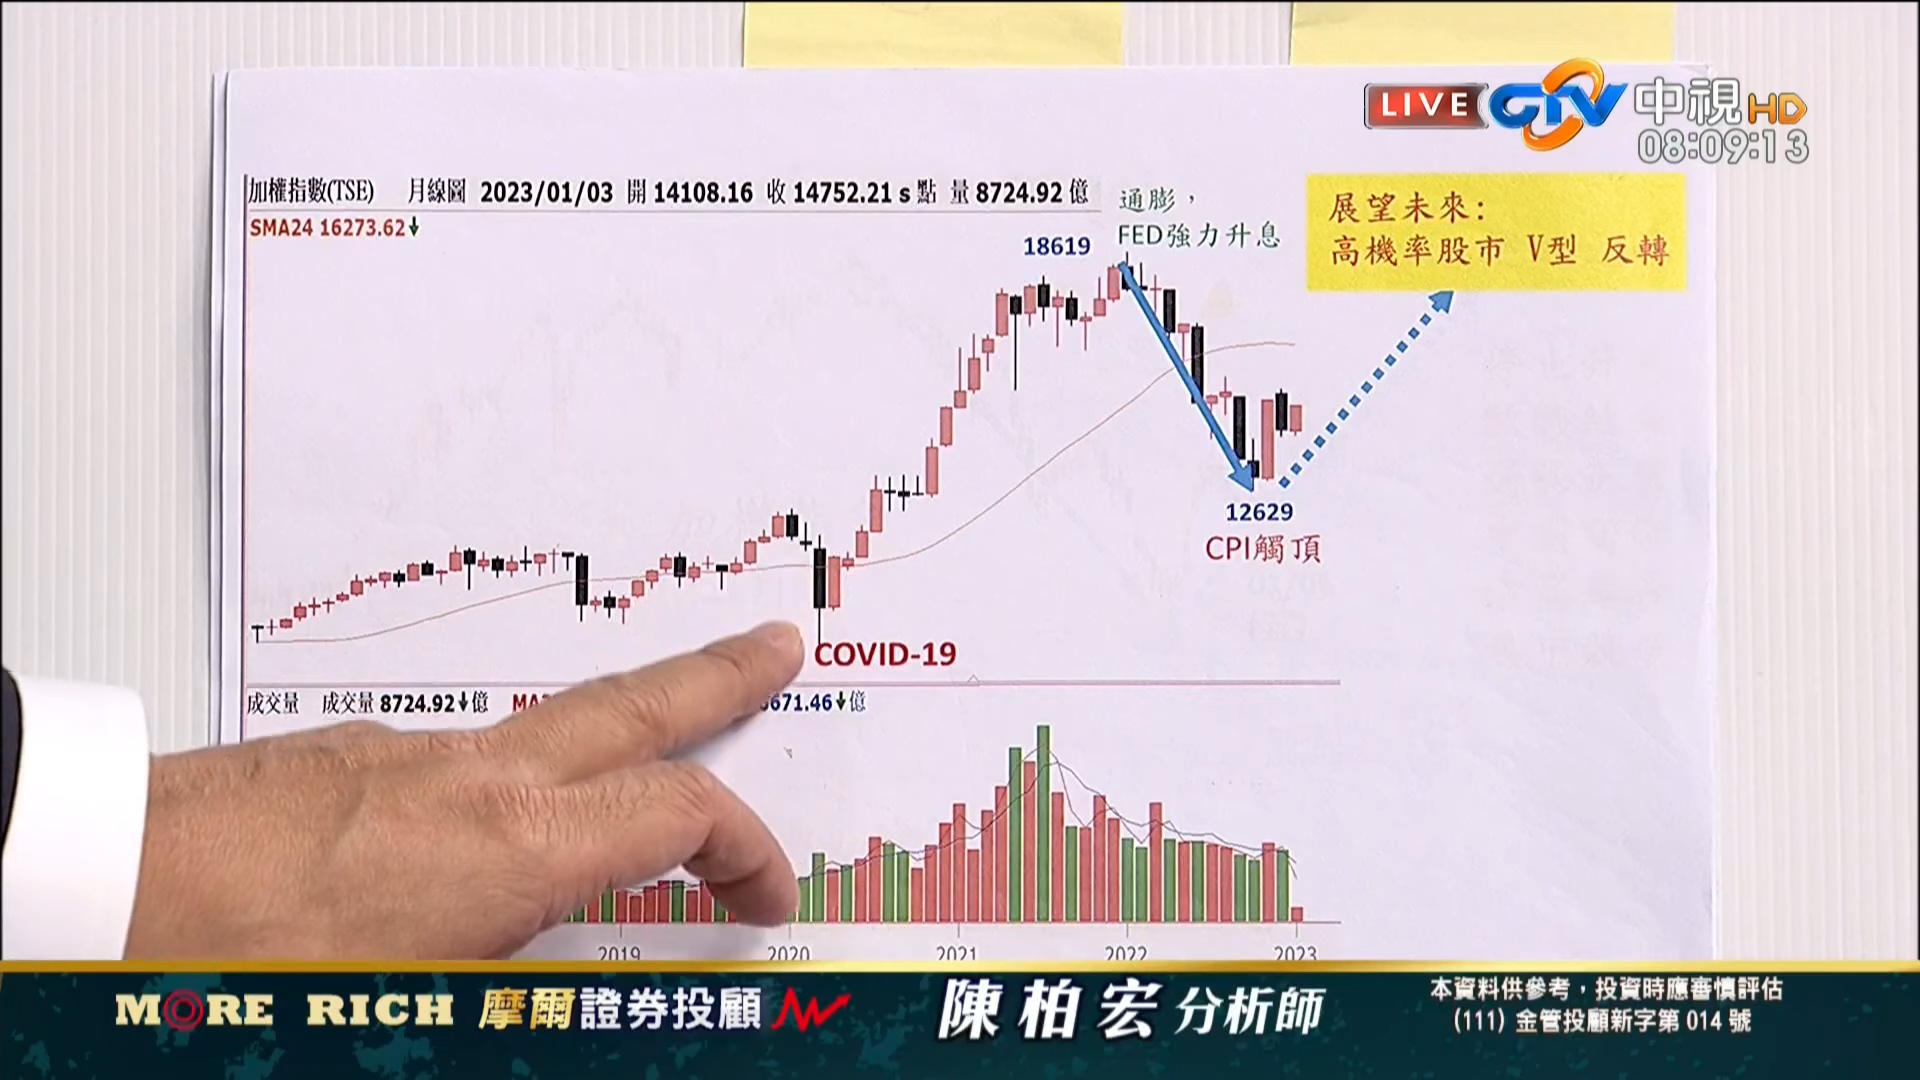 LIVE CTV 中視 HD
08:09:13
加權指數(TSE) 月線圖 2023/01/03 開 14108.16 收 14752.21 s 點 量 8724.92 億
SMA24 16273.62↓
通膨，
FED強力升息
18619
展望未來:
高機率股市 V型 反轉
12629
CPI觸頂
COVID-19
成交量 成交量 8724.92↓億 671.46↓億
2019 2020 2021 2022 2023
MORE RICH 摩爾證券投顧 陳柏宏 分析師
本資料供參考，投資時應審慎評估
(111) 金管投顧新字第 014 號